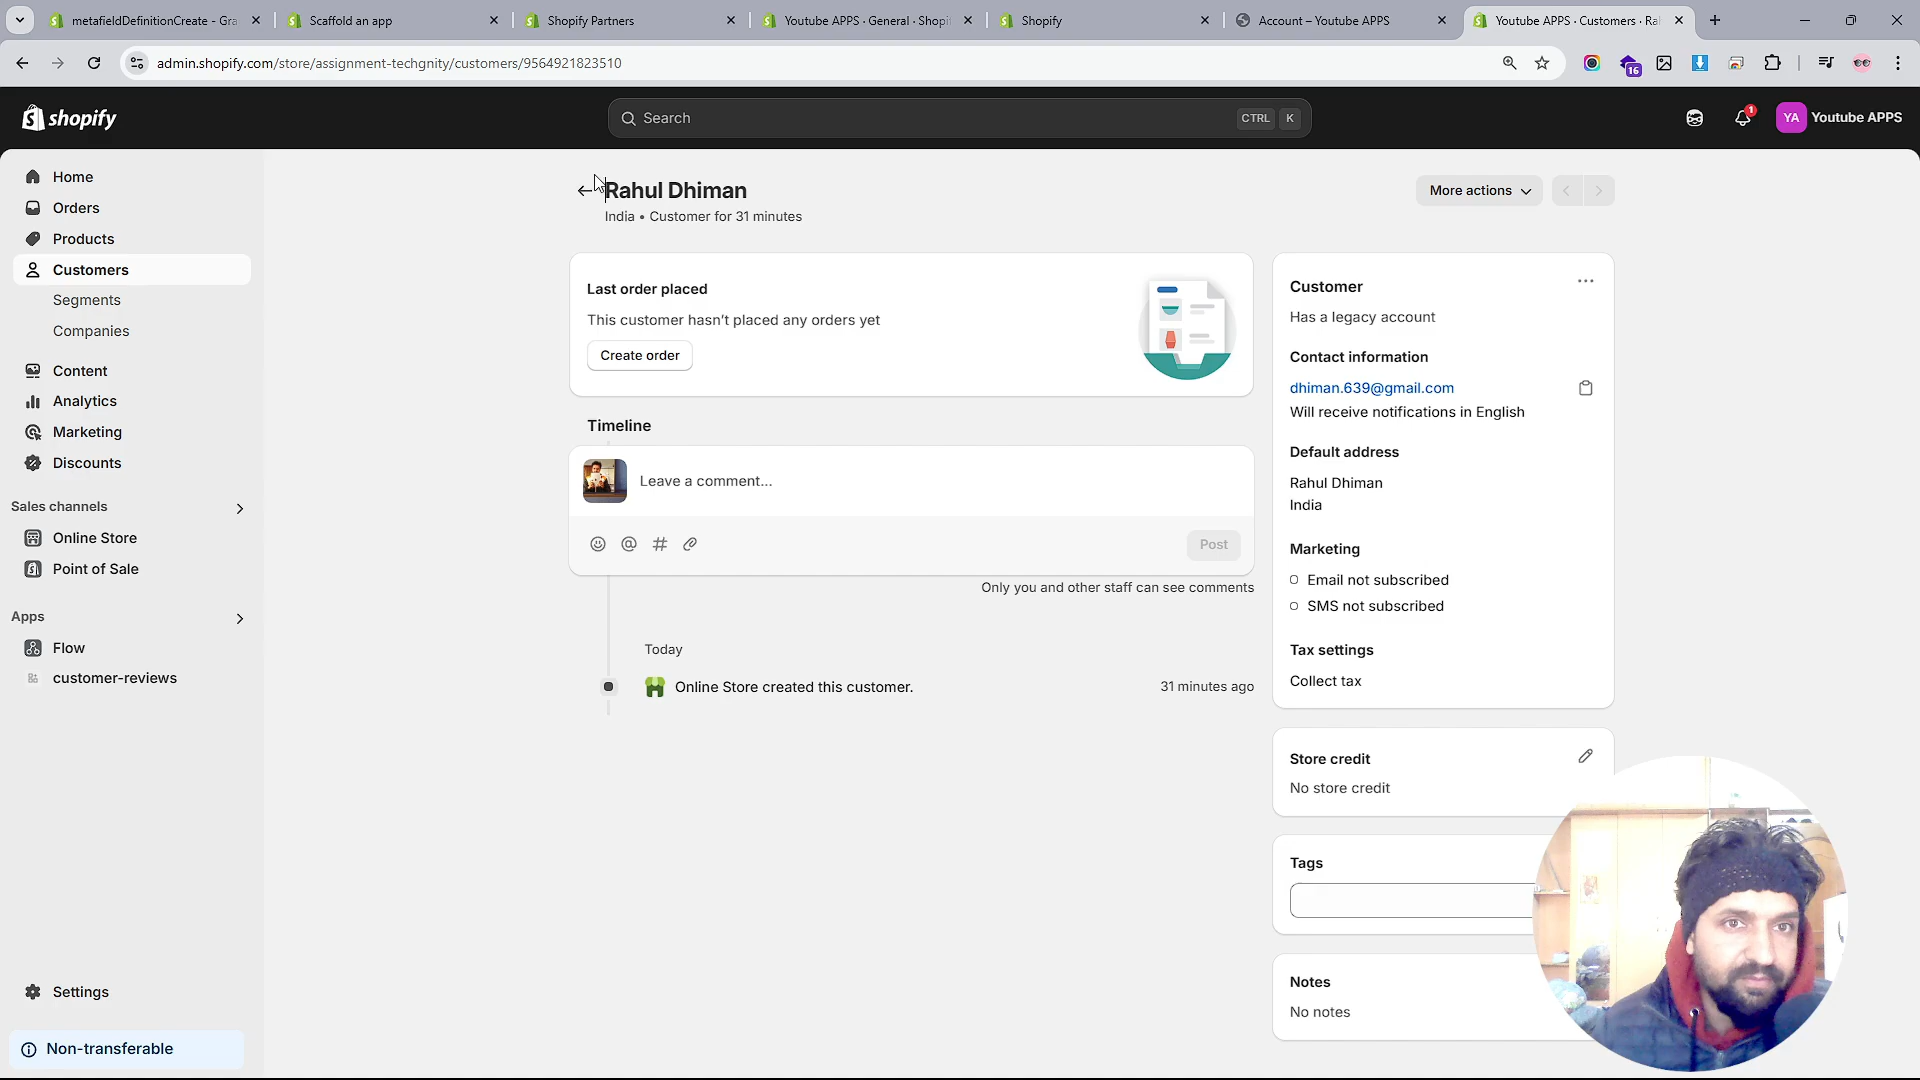 metafieldDefinitionCreate - Gra
Scaffold an app
Shopify Partners
Youtube APPS · General · Shopi
Shopify
Account – Youtube APPS
Youtube APPS · Customers · Ra
admin.shopify.com/store/assignment-techgnity/customers/9564921823510
16
shopify
Search
CTRL
K
1
YA
Youtube APPS
Home
Orders
Products
Customers
Segments
Companies
Content
Analytics
Marketing
Discounts
Sales channels
Online Store
Point of Sale
Apps
Flow
customer-reviews
Settings
Non-transferable
Rahul Dhiman
India • Customer for 31 minutes
More actions
Last order placed
This customer hasn't placed any orders yet
Create order
Timeline
Leave a comment...
Post
Only you and other staff can see comments
Today
Online Store created this customer.
31 minutes ago
Customer
Has a legacy account
Contact information
dhiman.639@gmail.com
Will receive notifications in English
Default address
Rahul Dhiman
India
Marketing
Email not subscribed
SMS not subscribed
Tax settings
Collect tax
Store credit
No store credit
Tags
Notes
No notes